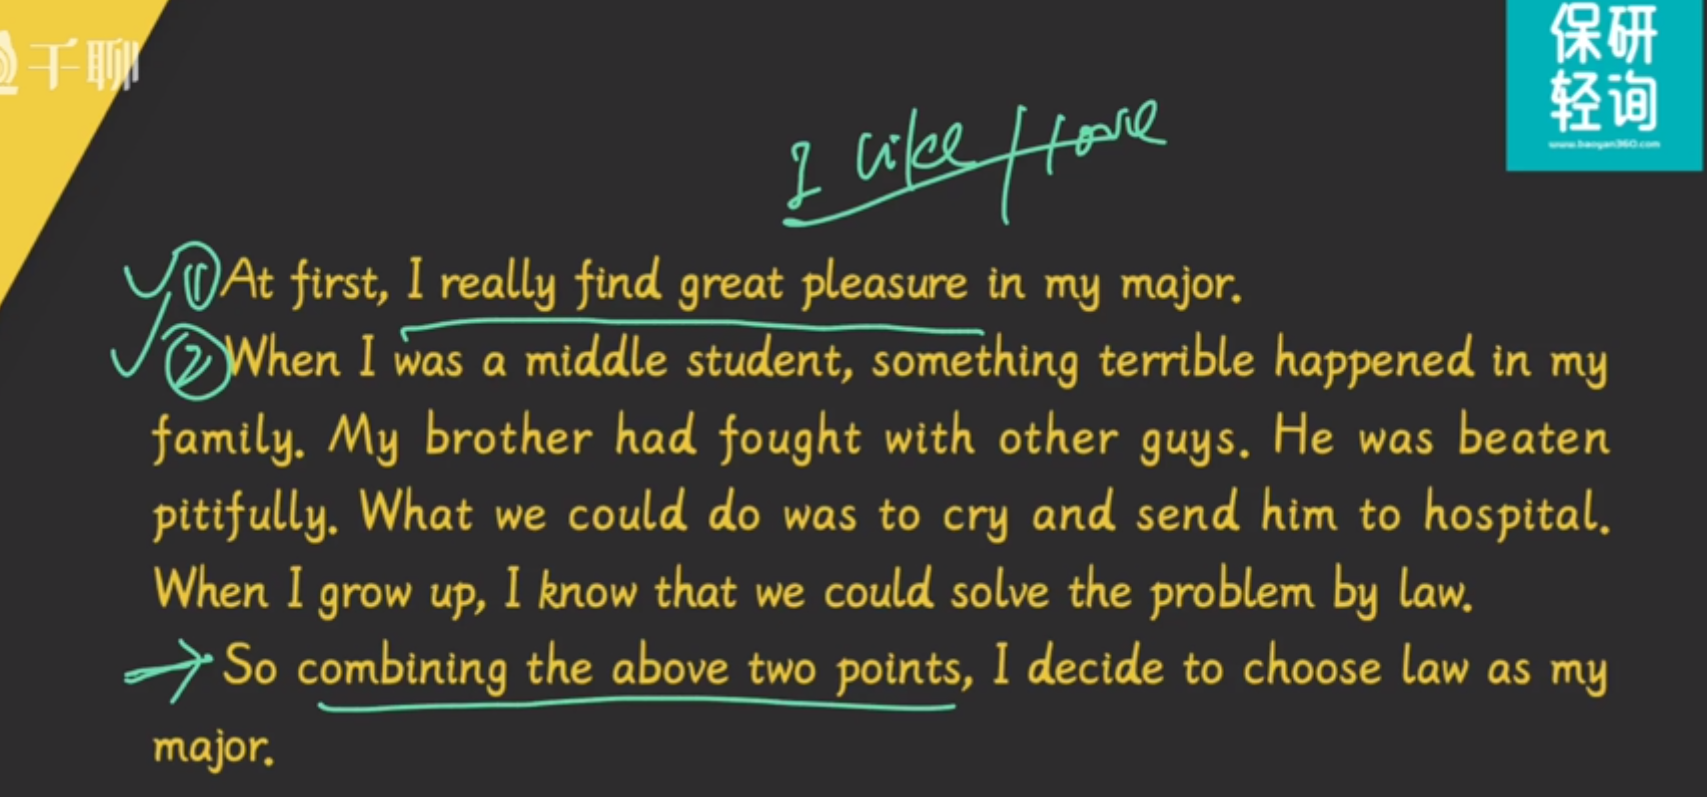 千聊
保研
轻询
www.baoyan360.com
I like / love
① At first, I really find great pleasure in my major.
② When I was a middle student, something terrible happened in my
family. My brother had fought with other guys. He was beaten
pitifully. What we could do was to cry and send him to hospital.
When I grow up, I know that we could solve the problem by law.
So combining the above two points, I decide to choose law as my
major.